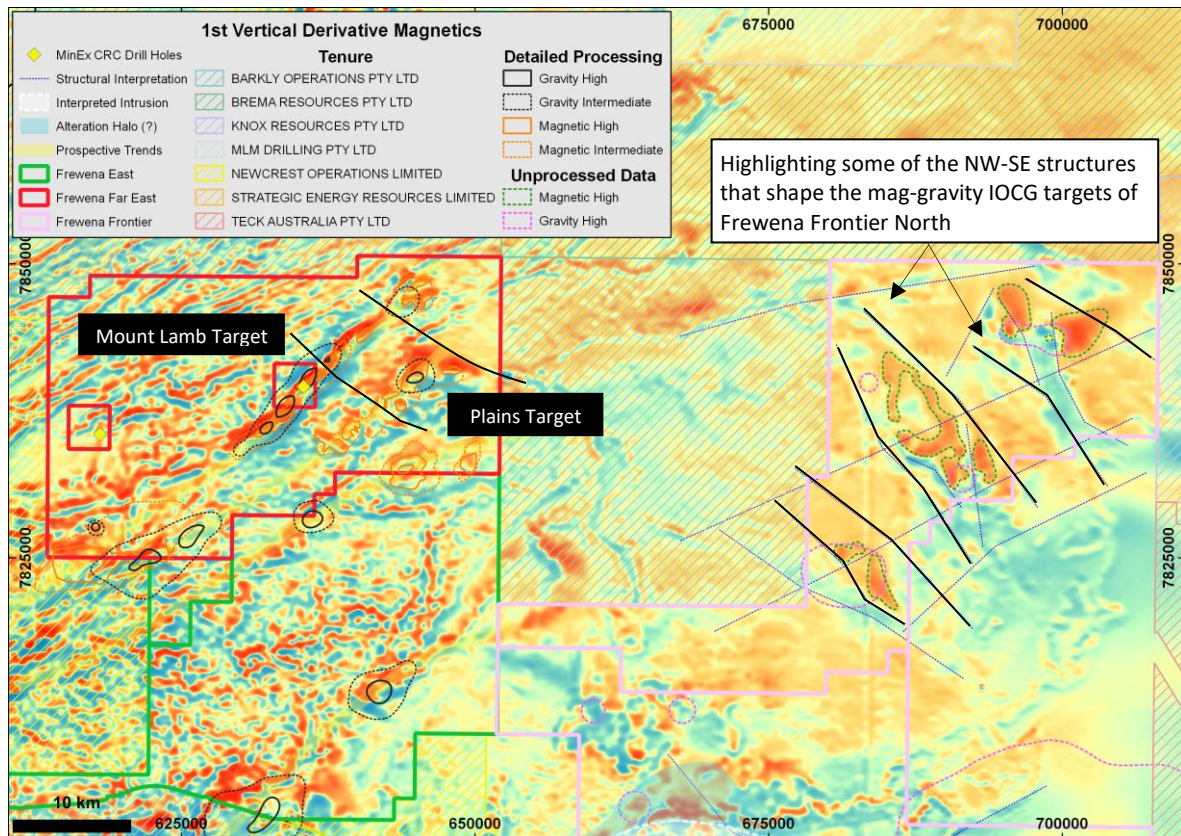 1st Vertical Derivative Magnetics
MinEx CRC Drill Holes
Structural Interpretation
Interpreted Intrusion
Alteration Halo (?)
Prospective Trends
Frewena East
Frewena Far East
Frewena Frontier
Tenure
BARKLY OPERATIONS PTY LTD
BREMA RESOURCES PTY LTD
KNOX RESOURCES PTY LTD
MLM DRILLING PTY LTD
NEWCREST OPERATIONS LIMITED
STRATEGIC ENERGY RESOURCES LIMITED
TECK AUSTRALIA PTY LTD
Detailed Processing
Gravity High
Gravity Intermediate
Magnetic High
Magnetic Intermediate
Unprocessed Data
Magnetic High
Gravity High
675000
700000
Highlighting some of the NW-SE structures
that shape the mag-gravity IOCG targets of
Frewena Frontier North
7850000
7850000
Mount Lamb Target
Plains Target
7825000
7825000
10 km
625000
650000
675000
700000